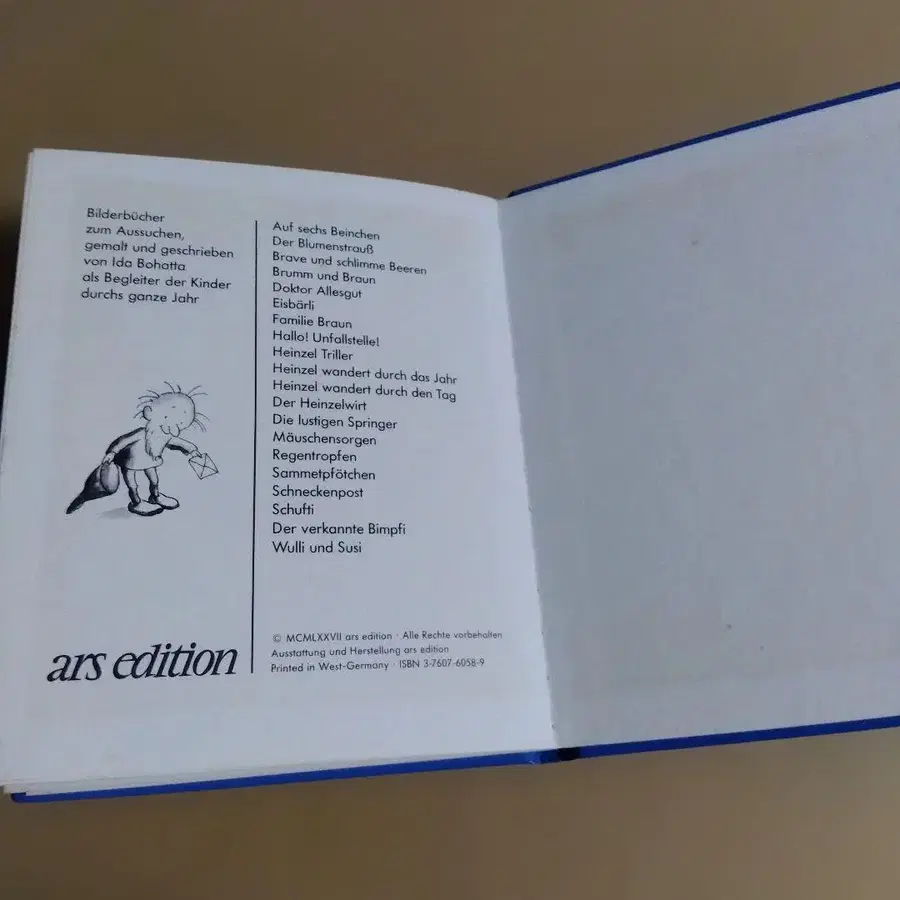 Bilderbücher
zum Aussuchen,
gemalt und geschrieben
von Ida Bohatta
als Begleiter der Kinder
durchs ganze Jahr
ars edition
Auf sechs Beinchen
Der Blumenstrauß
Brave und schlimme Beeren
Brumm und Braun
Doktor Allesgut
Eisbärli
Familie Braun
Hallo! Unfallstelle!
Heinzel Triller
Heinzel wandert durch das Jahr
Heinzel wandert durch den Tag
Der Heinzelwirt
Die lustigen Springer
Mäuschensorgen
Regentropfen
Sammetpfötchen
Schneckenpost
Schufti
Der verkannte Bimpfi
Wulli und Susi
© MCMLXXVII ars edition · Alle Rechte vorbehalten
Ausstattung und Herstellung ars edition
Printed in West-Germany · ISBN 3-7607-6058-9